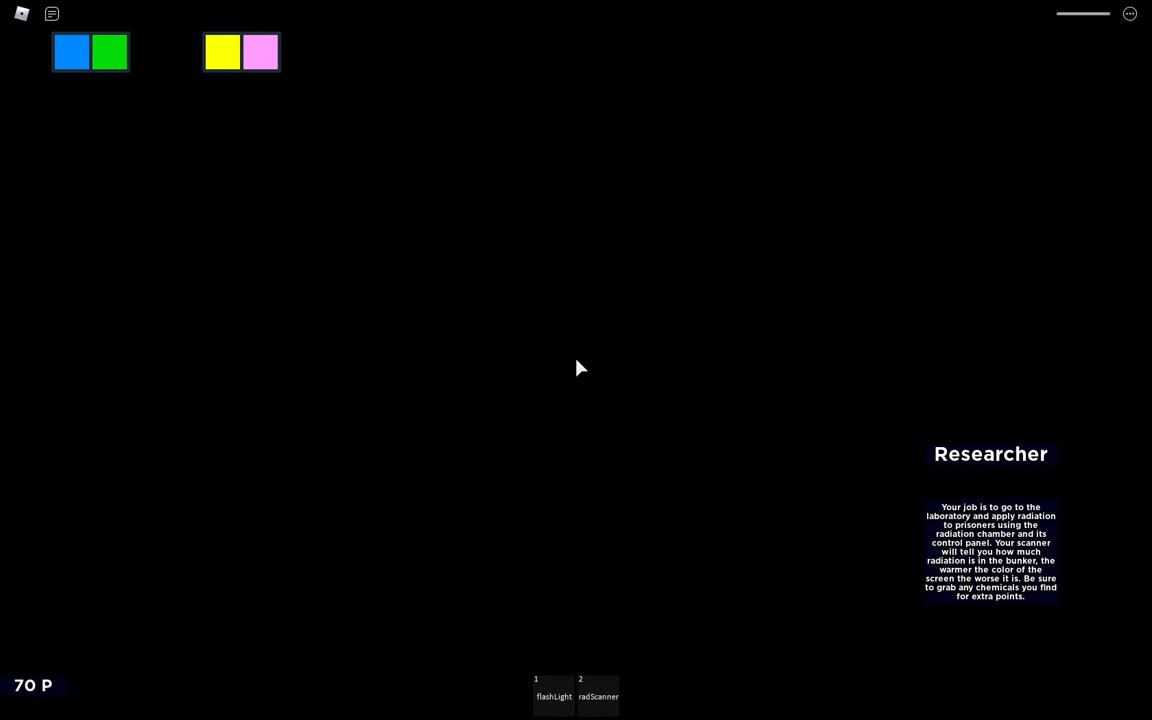 Researcher
Your job is to go to the
laboratory and apply radiation
to prisoners using the
radiation chamber and its
control panel. Your scanner
will tell you how much
radiation is in the bunker, the
warmer the color of the
screen the worse it is. Be sure
to grab any chemicals you find
for extra points.
70 P
1
flashLight
2
radScanner